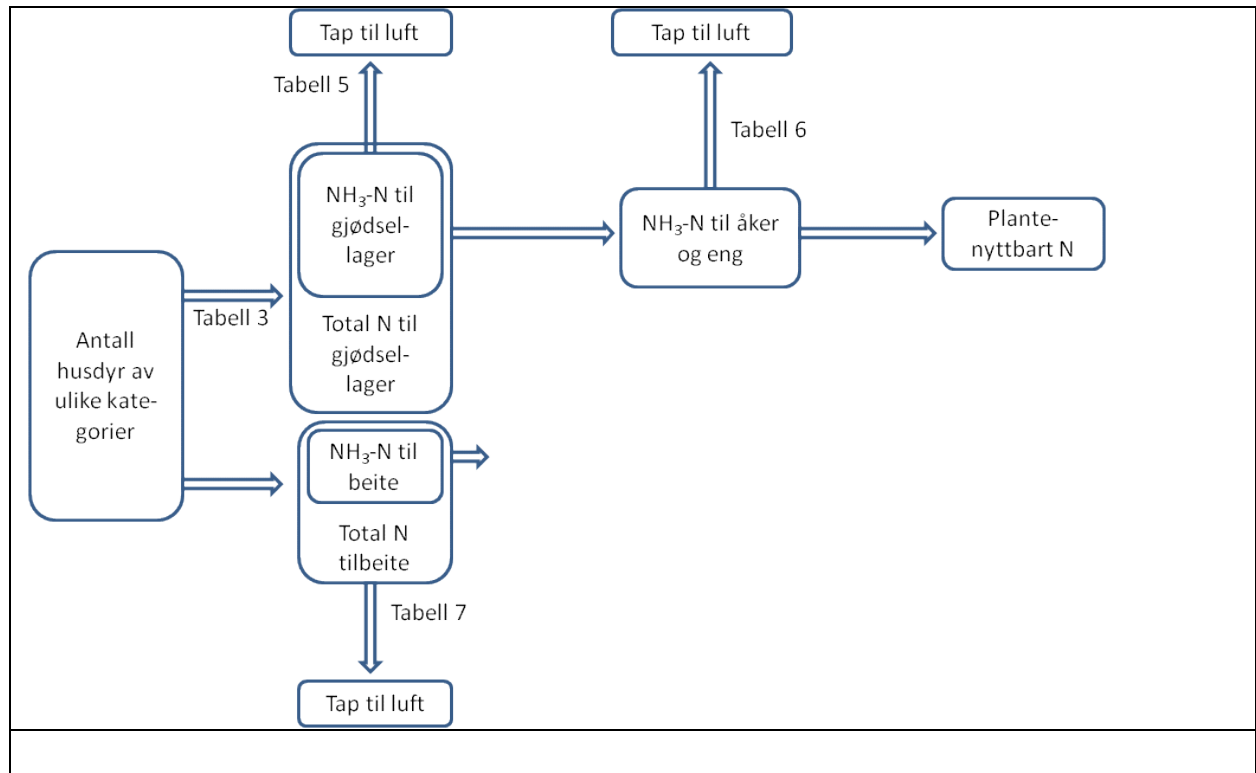 Tap til luft
Tap til luft
Tabell 5
Tabell 6
NH₃-N til
gjødsel-
lager
NH₃-N til åker
og eng
Plante-
nyttbart N
Tabell 3
Total N til
gjødsel-
lager
Antall
husdyr av
ulike kate-
gorier
NH₃-N til
beite
Total N
tilbeite
Tabell 7
Tap til luft